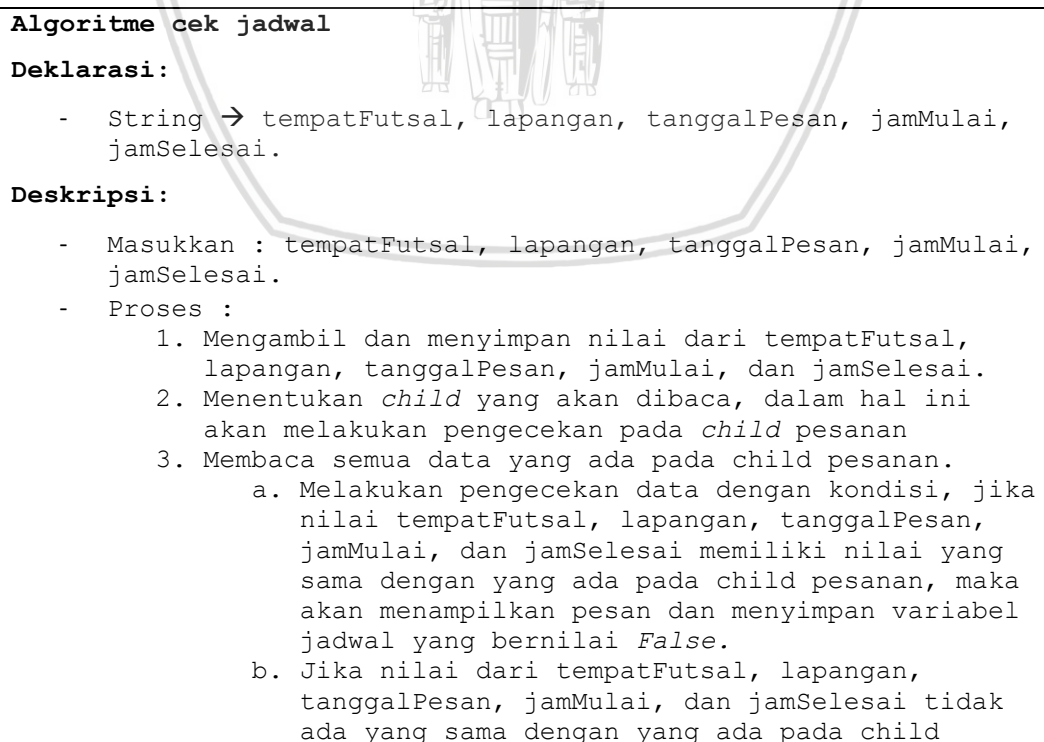 Algoritme cek jadwal
Deklarasi:
- String → tempatFutsal, lapangan, tanggalPesan, jamMulai,
jamSelesai.
Deskripsi:
- Masukkan : tempatFutsal, lapangan, tanggalPesan, jamMulai,
jamSelesai.
- Proses :
1. Mengambil dan menyimpan nilai dari tempatFutsal,
lapangan, tanggalPesan, jamMulai, dan jamSelesai.
2. Menentukan child yang akan dibaca, dalam hal ini
akan melakukan pengecekan pada child pesanan
3. Membaca semua data yang ada pada child pesanan.
a. Melakukan pengecekan data dengan kondisi, jika
nilai tempatFutsal, lapangan, tanggalPesan,
jamMulai, dan jamSelesai memiliki nilai yang
sama dengan yang ada pada child pesanan, maka
akan menampilkan pesan dan menyimpan variabel
jadwal yang bernilai False.
b. Jika nilai dari tempatFutsal, lapangan,
tanggalPesan, jamMulai, dan jamSelesai tidak
ada yang sama dengan yang ada pada child